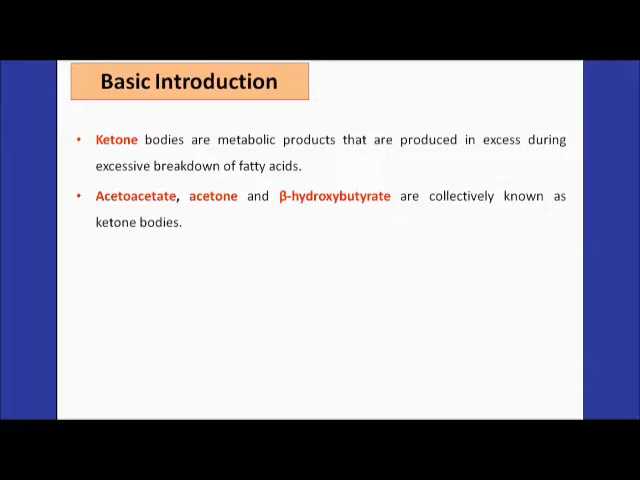 Basic Introduction
• Ketone bodies are metabolic products that are produced in excess during
excessive breakdown of fatty acids.
• Acetoacetate, acetone and β-hydroxybutyrate are collectively known as
ketone bodies.